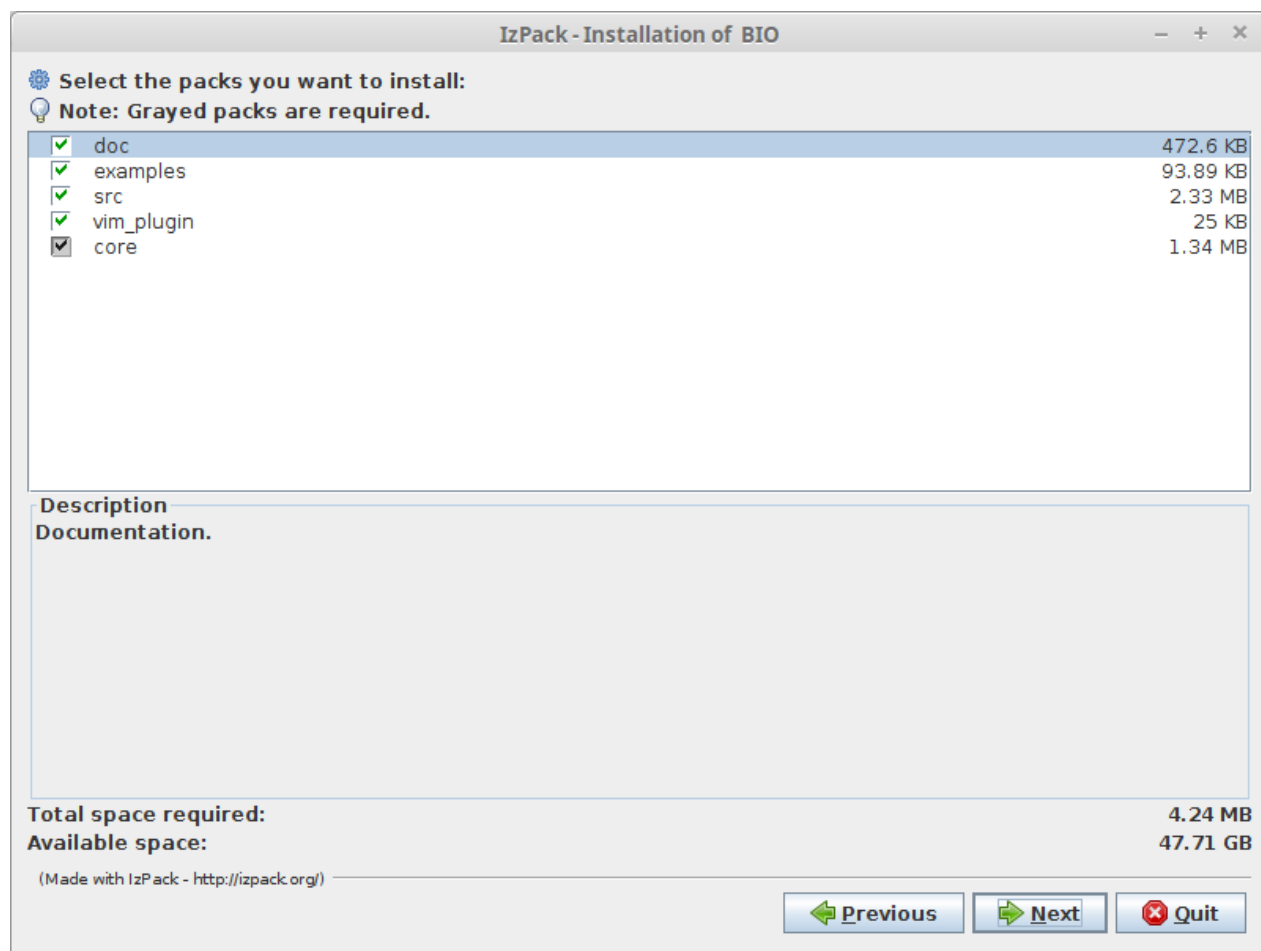 IzPack - Installation of BIO
Select the packs you want to install:
Note: Grayed packs are required.
doc 472.6 KB
examples 93.89 KB
src 2.33 MB
vim_plugin 25 KB
core 1.34 MB
Description
Documentation.
Total space required: 4.24 MB
Available space: 47.71 GB
(Made with IzPack - http://izpack.org/)
Previous Next Quit